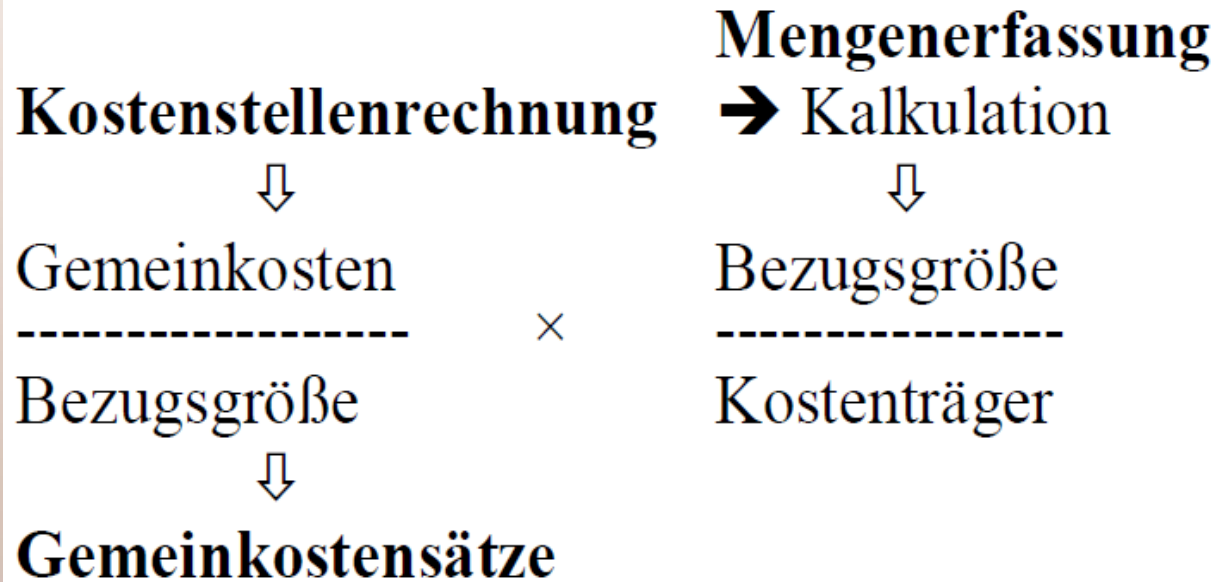 Mengenerfassung
Kostenstellenrechnung ➔ Kalkulation
⇩ ⇩
Gemeinkosten Bezugsgröße
------------------ × ----------------
Bezugsgröße Kostenträger
⇩
Gemeinkostensätze